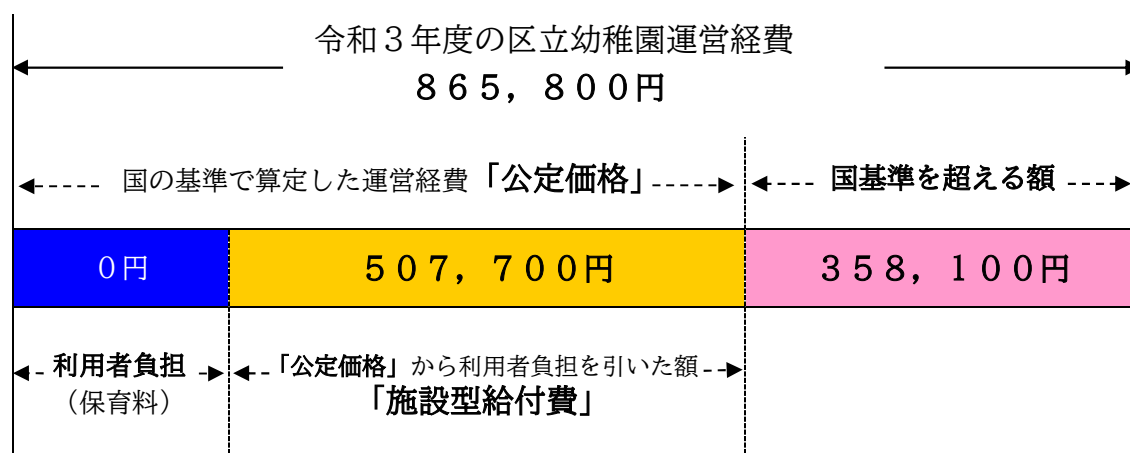 令和３年度の区立幼稚園運営経費
８６５，８００円
国の基準で算定した運営経費「公定価格」
国基準を超える額
０円
５０７，７００円
３５８，１００円
利用者負担
（保育料）
「公定価格」から利用者負担を引いた額
「施設型給付費」